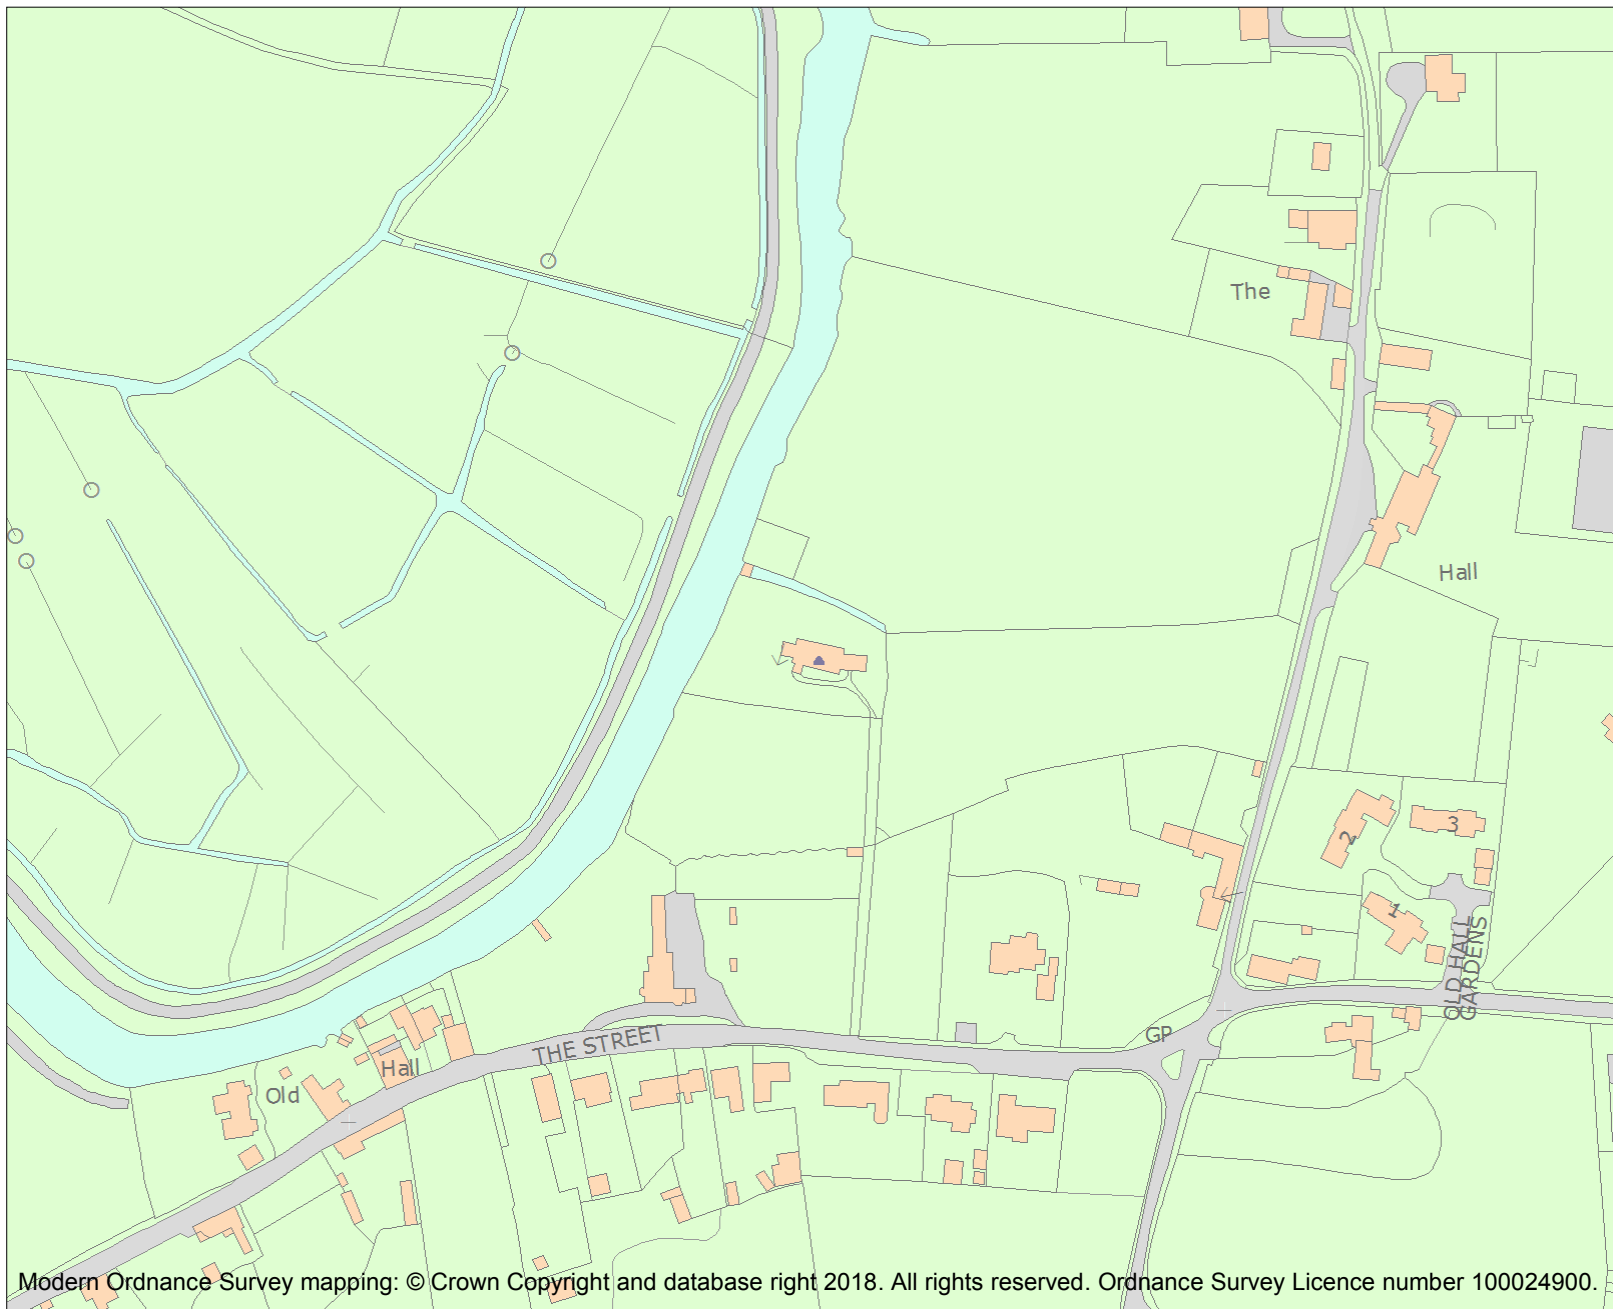 The
Hall
2
3
1
OLD HALL
GARDENS
THE STREET
GP
Hall
Old
Modern Ordnance Survey mapping: © Crown Copyright and database right 2018. All rights reserved. Ordnance Survey Licence number 100024900.